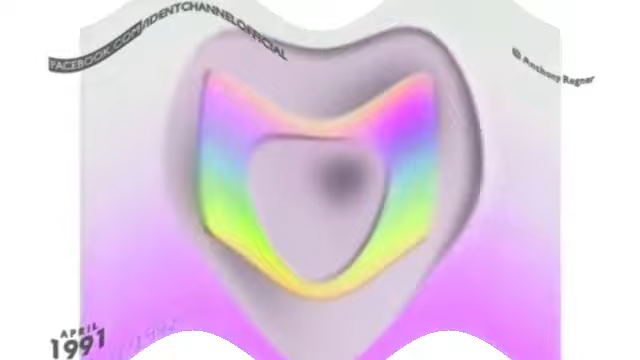 FACEBOOK.COM/IDENTCHANNELOFFICIAL
© Anthony Regner
APRIL
1991